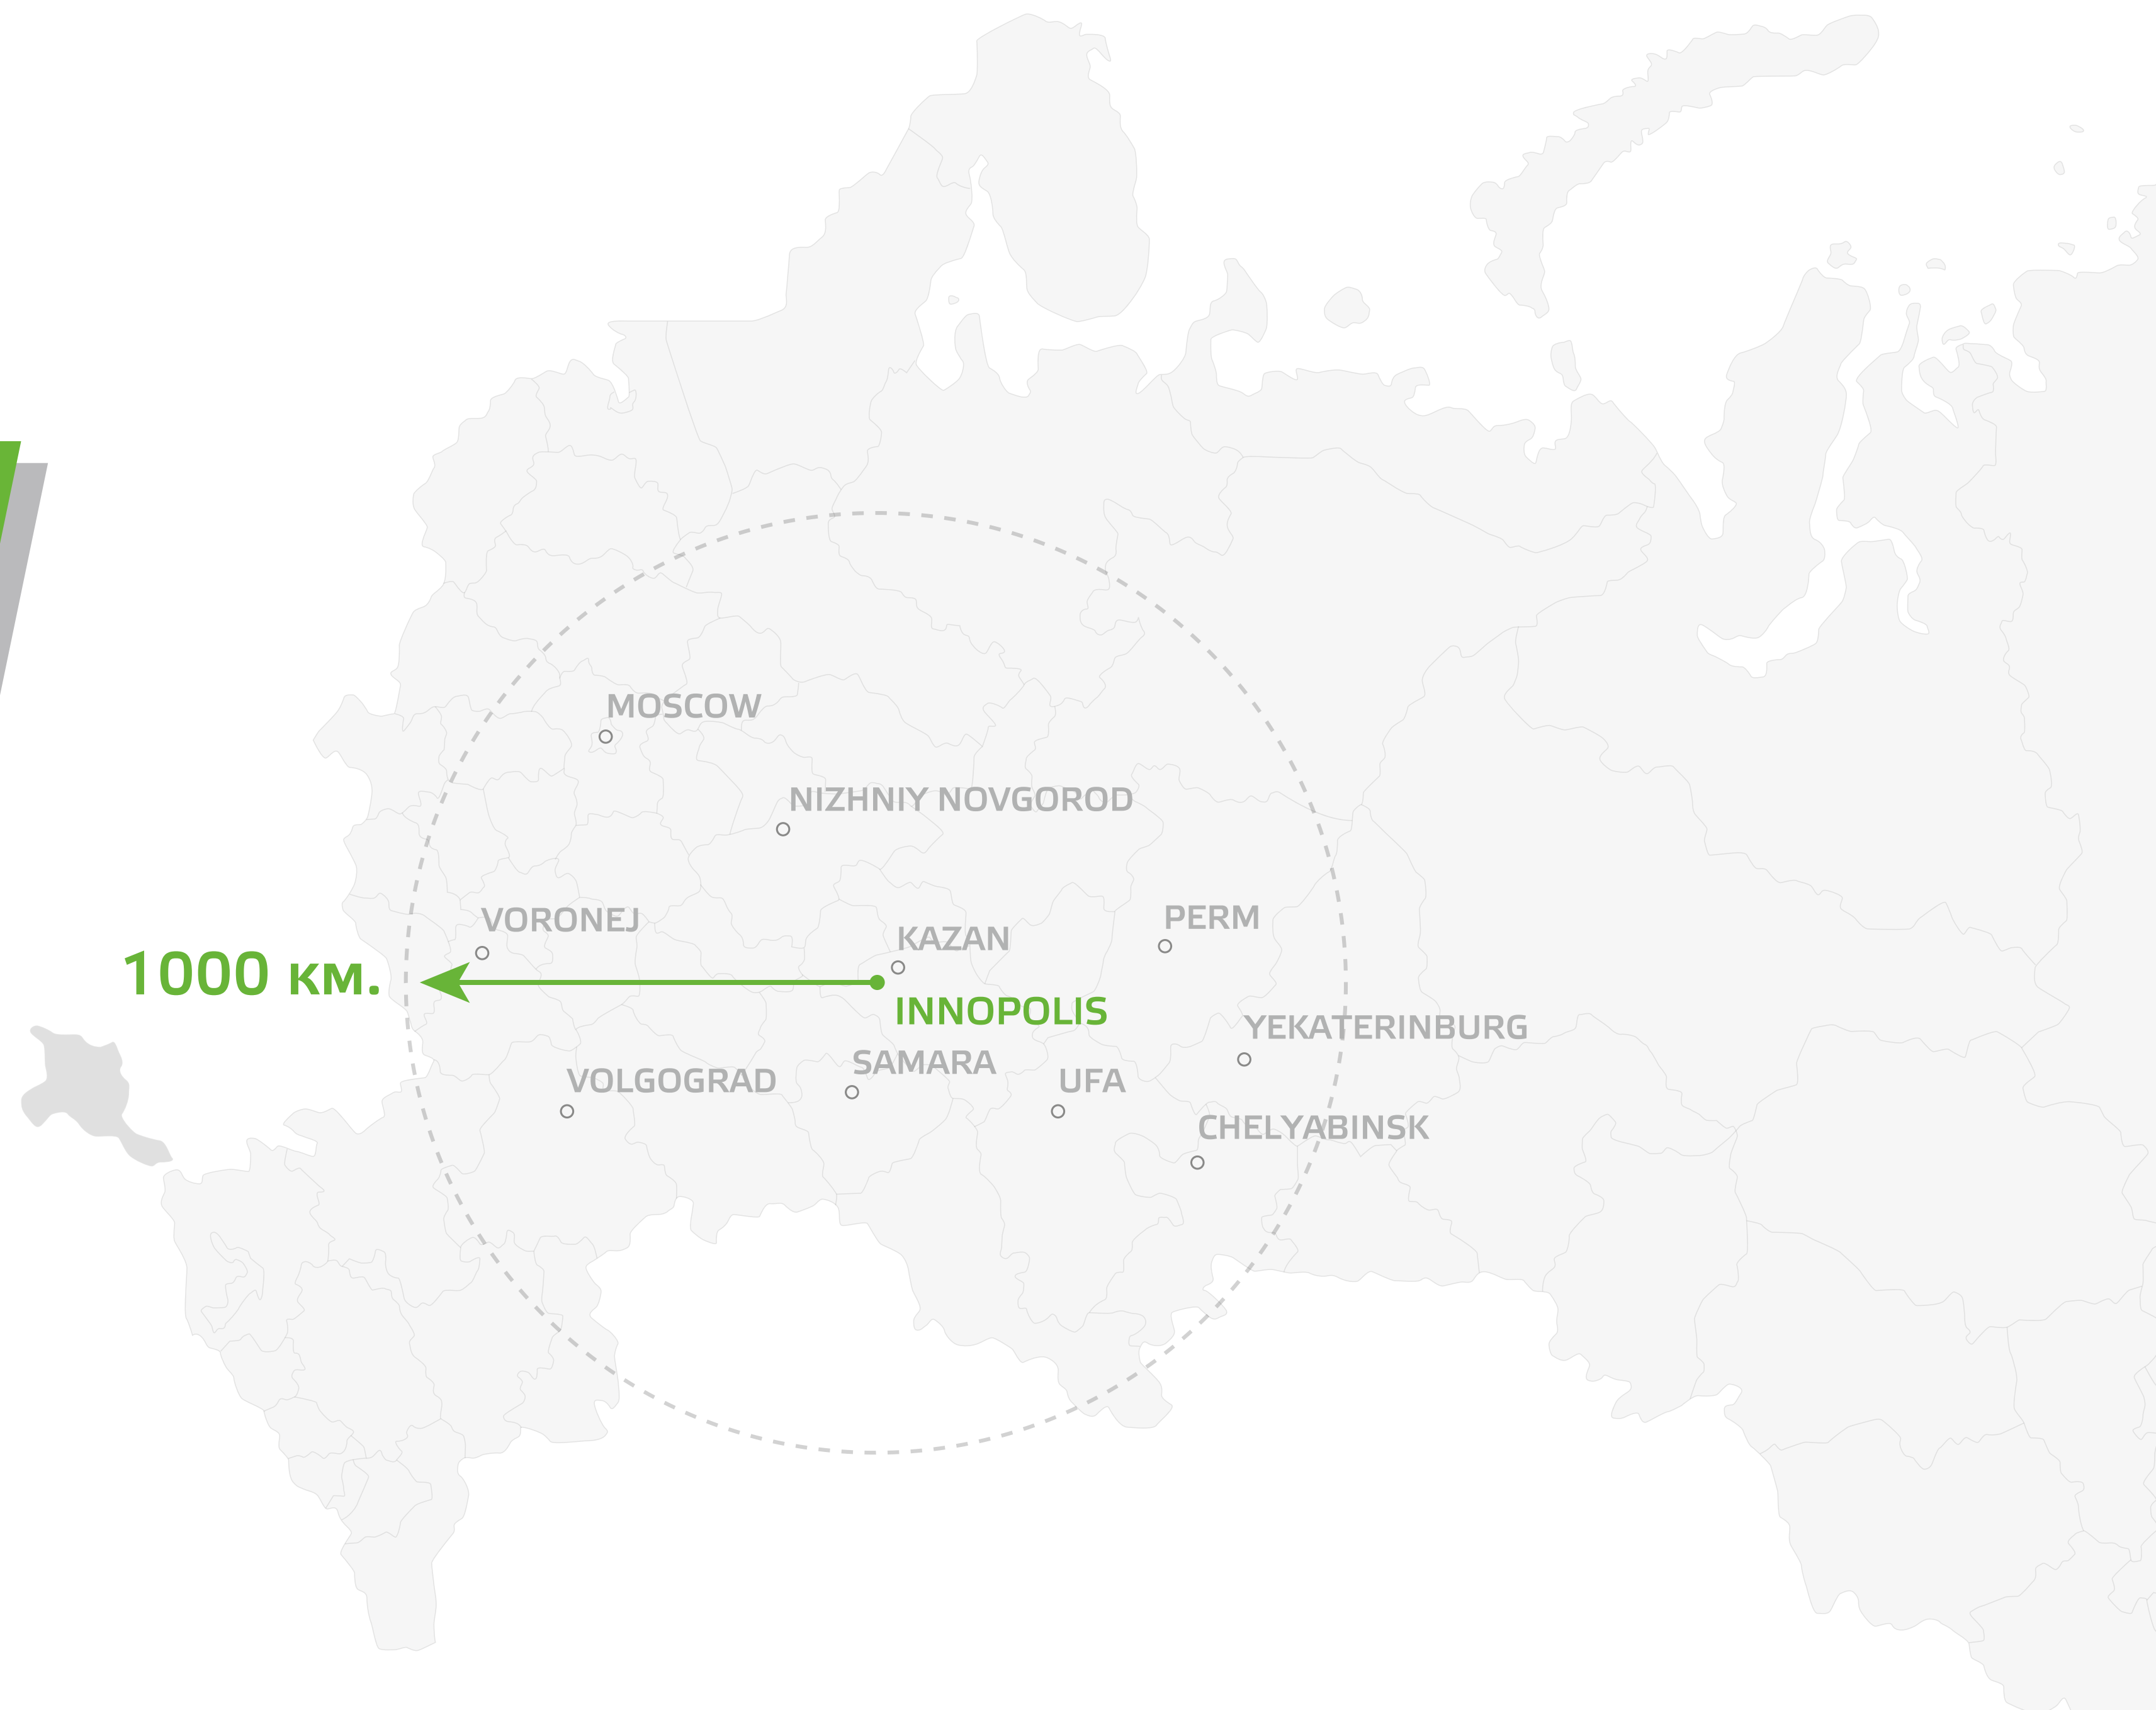 MOSCOW
NIZHNIY NOVGOROD
VORONEJ
PERM
KAZAN
1000 км.
INNOPOLIS
YEKATERINBURG
SAMARA
VOLGOGRAD
UFA
CHELYABINSK